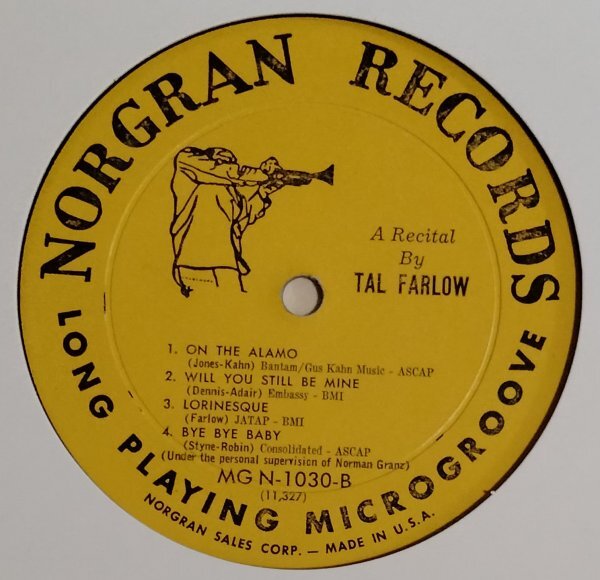 NORGRAN RECORDS
A Recital
By
TAL FARLOW
1. ON THE ALAMO
(Jones-Kahn) Bantam/Gus Kahn Music - ASCAP
2. WILL YOU STILL BE MINE
(Dennis-Adair) Embassy - BMI
3. LORINESQUE
(Farlow) JATAP - BMI
4. BYE BYE BABY
(Styne-Robin) Consolidated - ASCAP
(Under the personal supervision of Norman Granz)
MG N-1030-B
(11,327)
LONG PLAYING MICROGROOVE
NORGRAN SALES CORP. — MADE IN U.S.A.